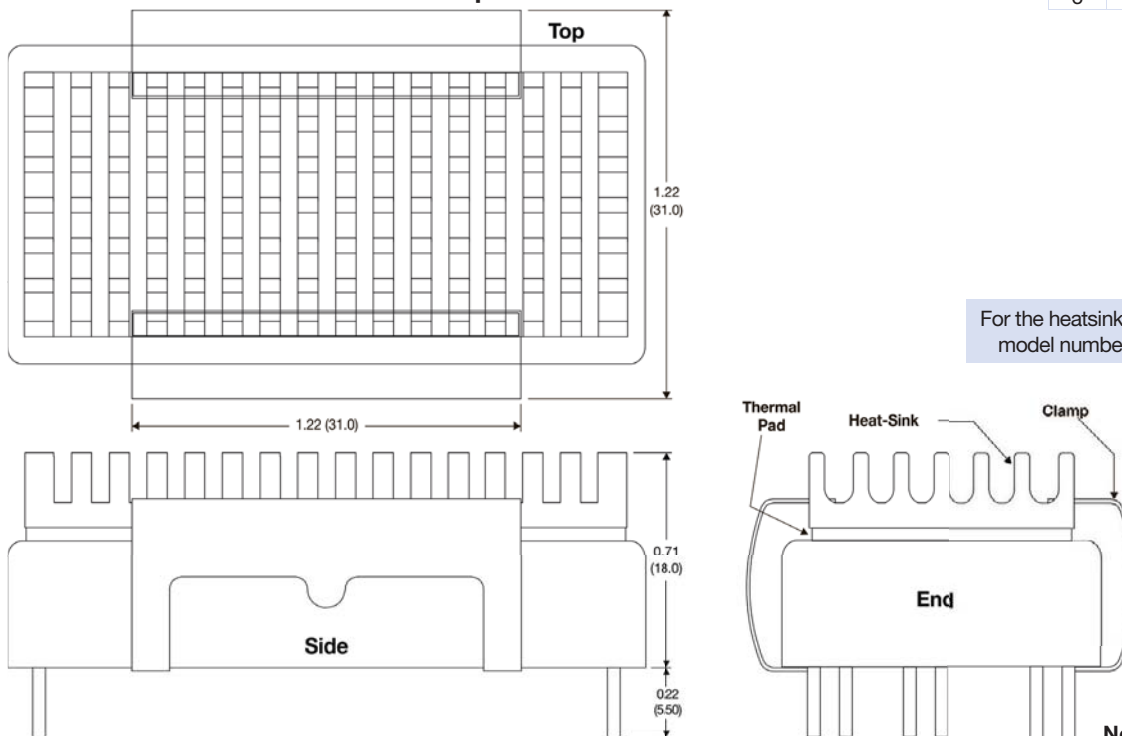 Top
1.22
(31.0)
1.22 (31.0)
For the heatsink
model numbe
Thermal
Pad
Heat-Sink
Clamp
0.71
(18.0)
Side
End
0.22
(5.50)